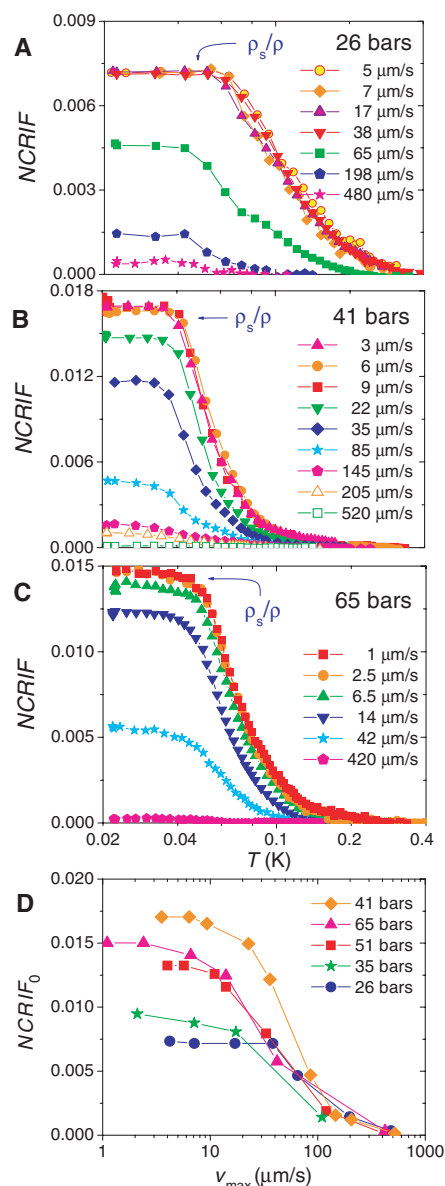 A
0.009
0.006
0.003
0.000
NCRIF
ρs/ρ
26 bars
5 μm/s
7 μm/s
17 μm/s
38 μm/s
65 μm/s
198 μm/s
480 μm/s
B
0.018
0.012
0.006
0.000
NCRIF
ρs/ρ
41 bars
3 μm/s
6 μm/s
9 μm/s
22 μm/s
35 μm/s
85 μm/s
145 μm/s
205 μm/s
520 μm/s
C
0.015
0.010
0.005
0.000
NCRIF
ρs/ρ
65 bars
1 μm/s
2.5 μm/s
6.5 μm/s
14 μm/s
42 μm/s
420 μm/s
0.02 0.04 0.1 0.2 0.4
T (K)
D
0.020
0.015
0.010
0.005
0.000
NCRIF0
41 bars
65 bars
51 bars
35 bars
26 bars
1 10 100 1000
vmax (μm/s)